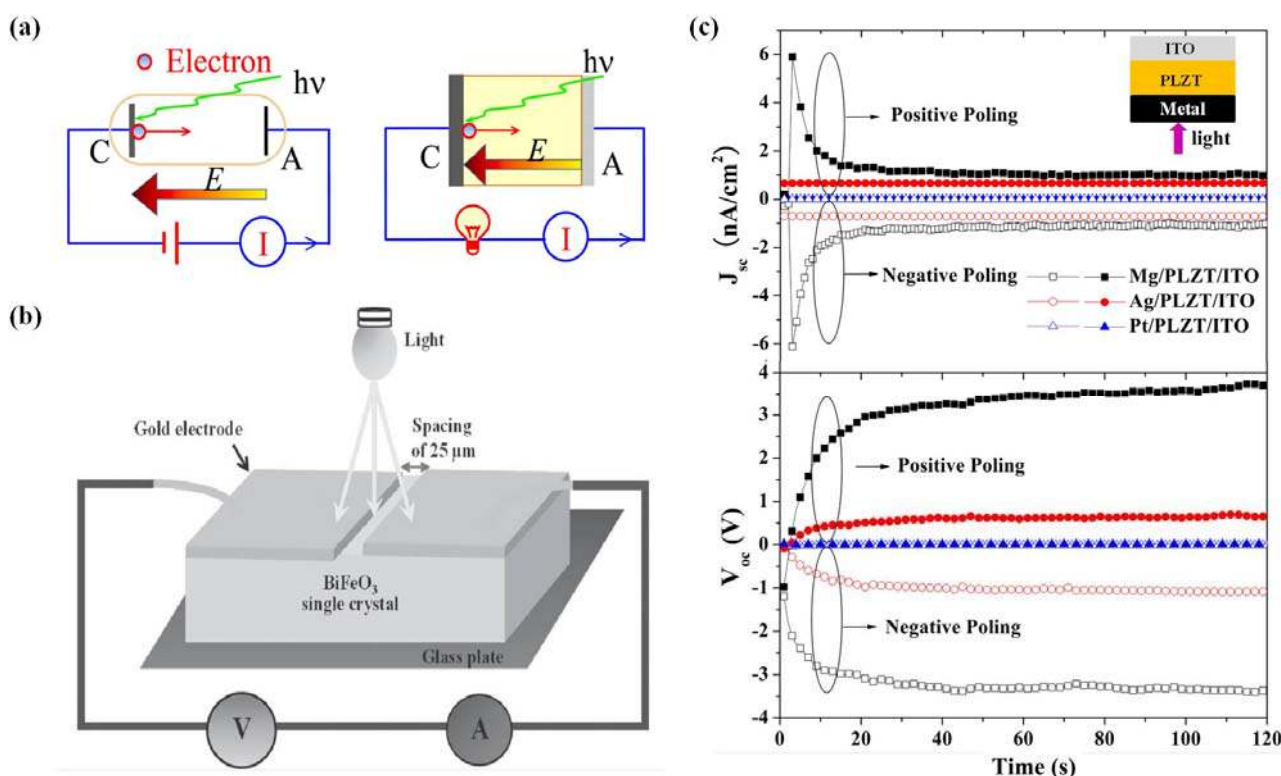 (a)
Electron
hν
C
A
E
I
hν
C
A
E
I
(b)
Light
Gold electrode
Spacing
of 25 µm
BiFeO₃
single crystal
Glass plate
V
A
(c)
6
4
2
0
-2
-4
-6
J_sc (nA/cm²)
ITO
PLZT
Metal
light
Positive Poling
Negative Poling
Mg/PLZT/ITO
Ag/PLZT/ITO
Pt/PLZT/ITO
4
3
2
1
0
-1
-2
-3
-4
V_oc (V)
Positive Poling
Negative Poling
0 20 40 60 80 100 120
Time (s)